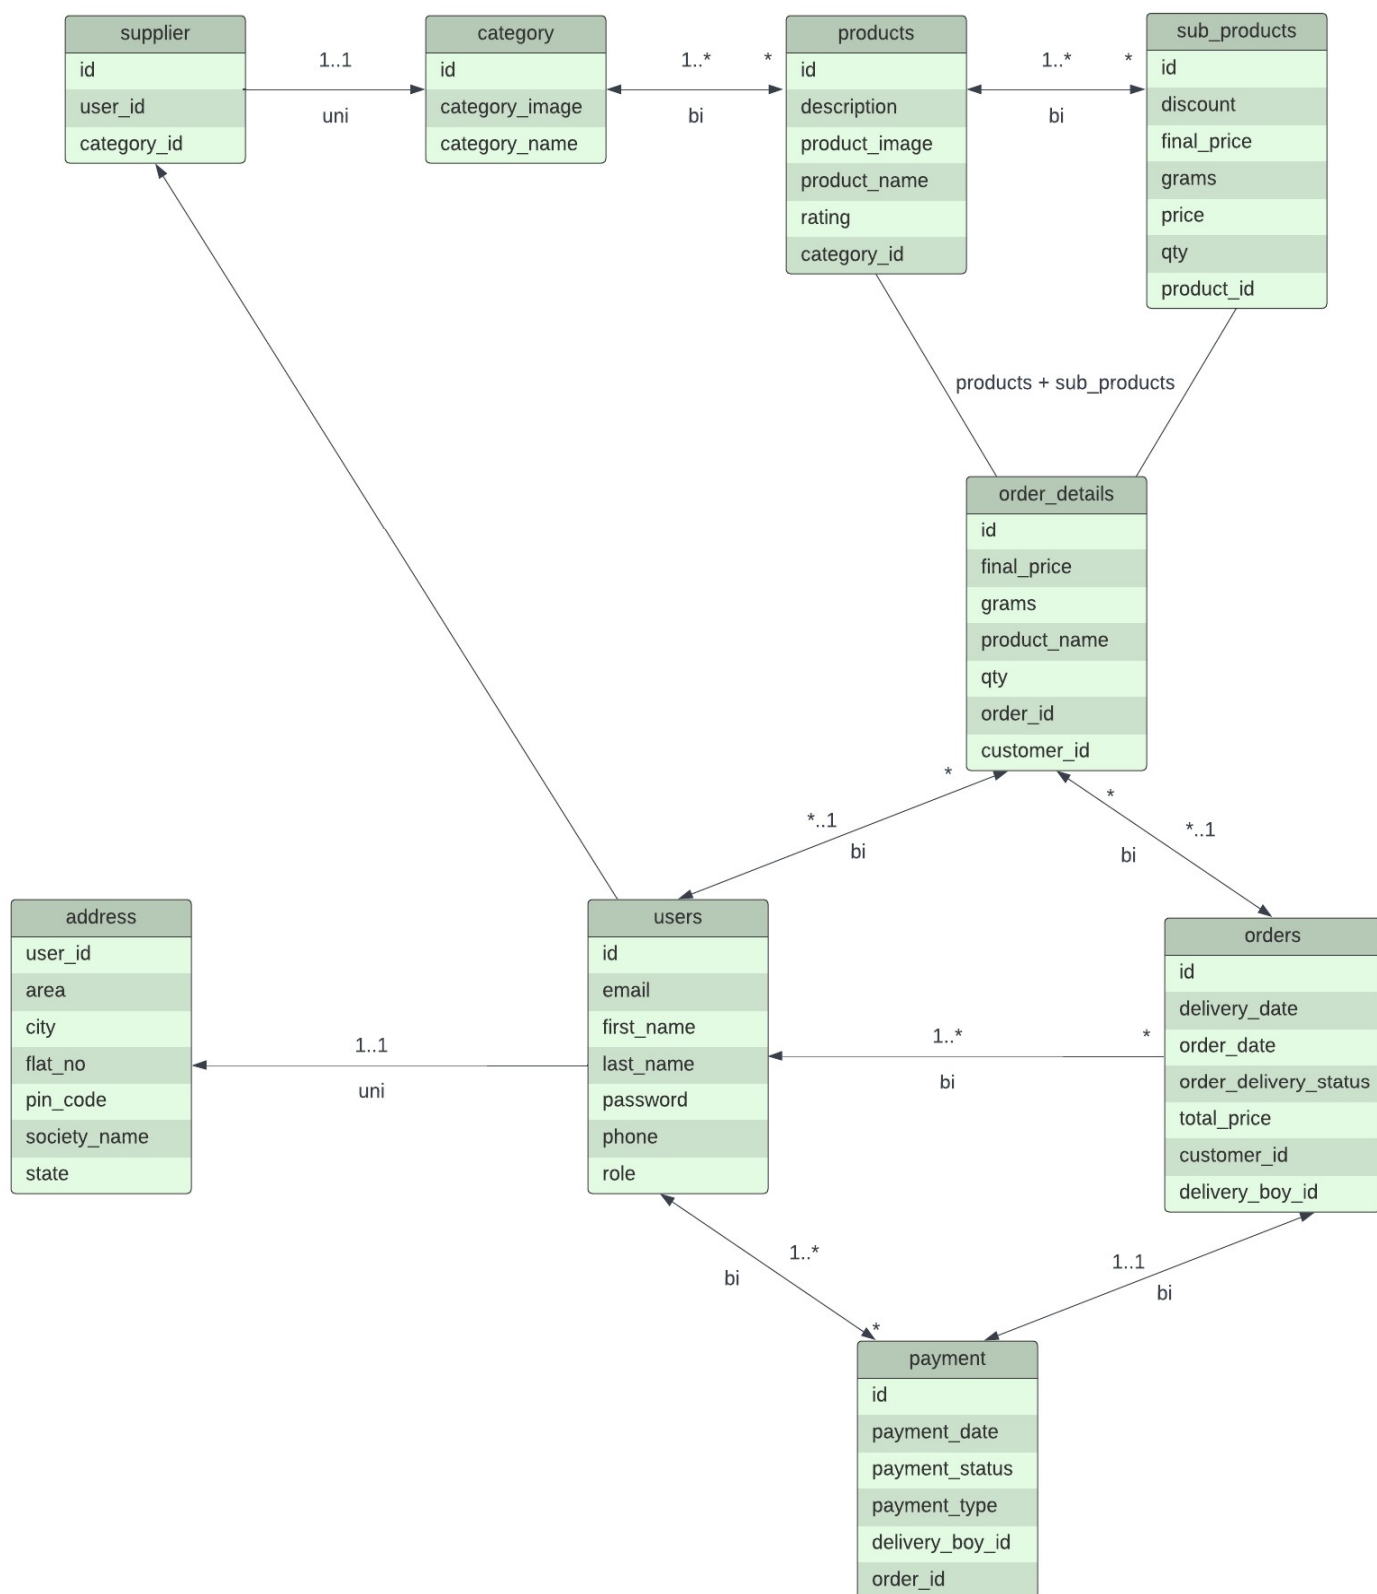 supplier
id
user_id
category_id
1..1
uni
category
id
category_image
category_name
1..*
*
bi
products
id
description
product_image
product_name
rating
category_id
1..*
*
bi
sub_products
id
discount
final_price
grams
price
qty
product_id
products + sub_products
order_details
id
final_price
grams
product_name
qty
order_id
customer_id
*
*..1
bi
*
*..1
bi
address
user_id
area
city
flat_no
pin_code
society_name
state
1..1
uni
users
id
email
first_name
last_name
password
phone
role
1..*
*
bi
orders
id
delivery_date
order_date
order_delivery_status
total_price
customer_id
delivery_boy_id
1..*
bi
*
1..1
bi
payment
id
payment_date
payment_status
payment_type
delivery_boy_id
order_id